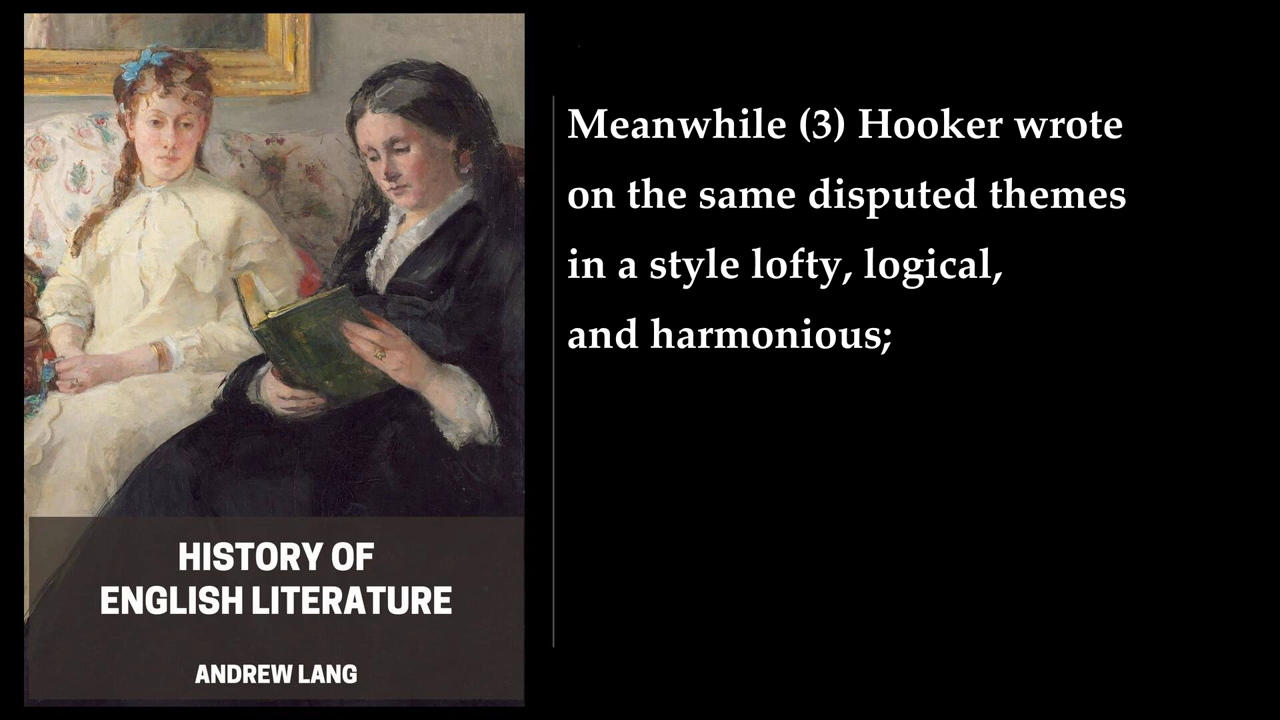 Meanwhile (3) Hooker wrote
on the same disputed themes
in a style lofty, logical,
and harmonious;
HISTORY OF
ENGLISH LITERATURE
ANDREW LANG